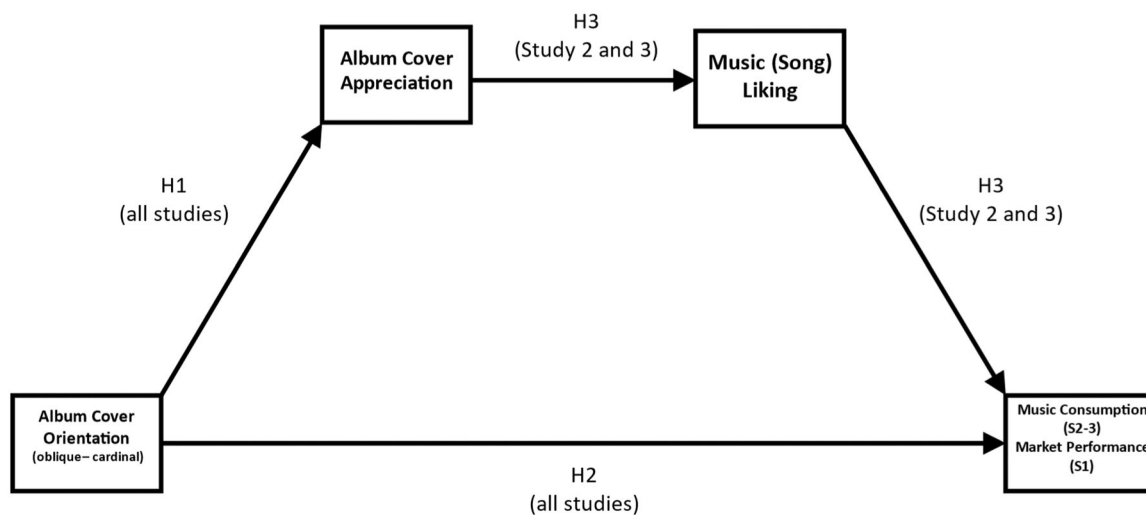 H3
(Study 2 and 3)
Album Cover
Appreciation
Music (Song)
Liking
H1
(all studies)
H3
(Study 2 and 3)
Album Cover
Orientation
(oblique– cardinal)
Music Consumption
(S2-3)
Market Performance
(S1)
H2
(all studies)